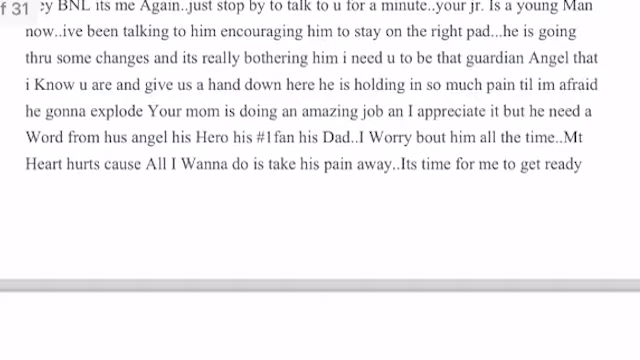 f 31 :y BNL its me Again..just stop by to talk to u for a minute..your jr. Is a young Man
now..ive been talking to him encouraging him to stay on the right pad...he is going
thru some changes and its really bothering him i need u to be that guardian Angel that
i Know u are and give us a hand down here he is holding in so much pain til im afraid
he gonna explode Your mom is doing an amazing job an I appreciate it but he need a
Word from hus angel his Hero his #1fan his Dad..I Worry bout him all the time..Mt
Heart hurts cause All I Wanna do is take his pain away..Its time for me to get ready